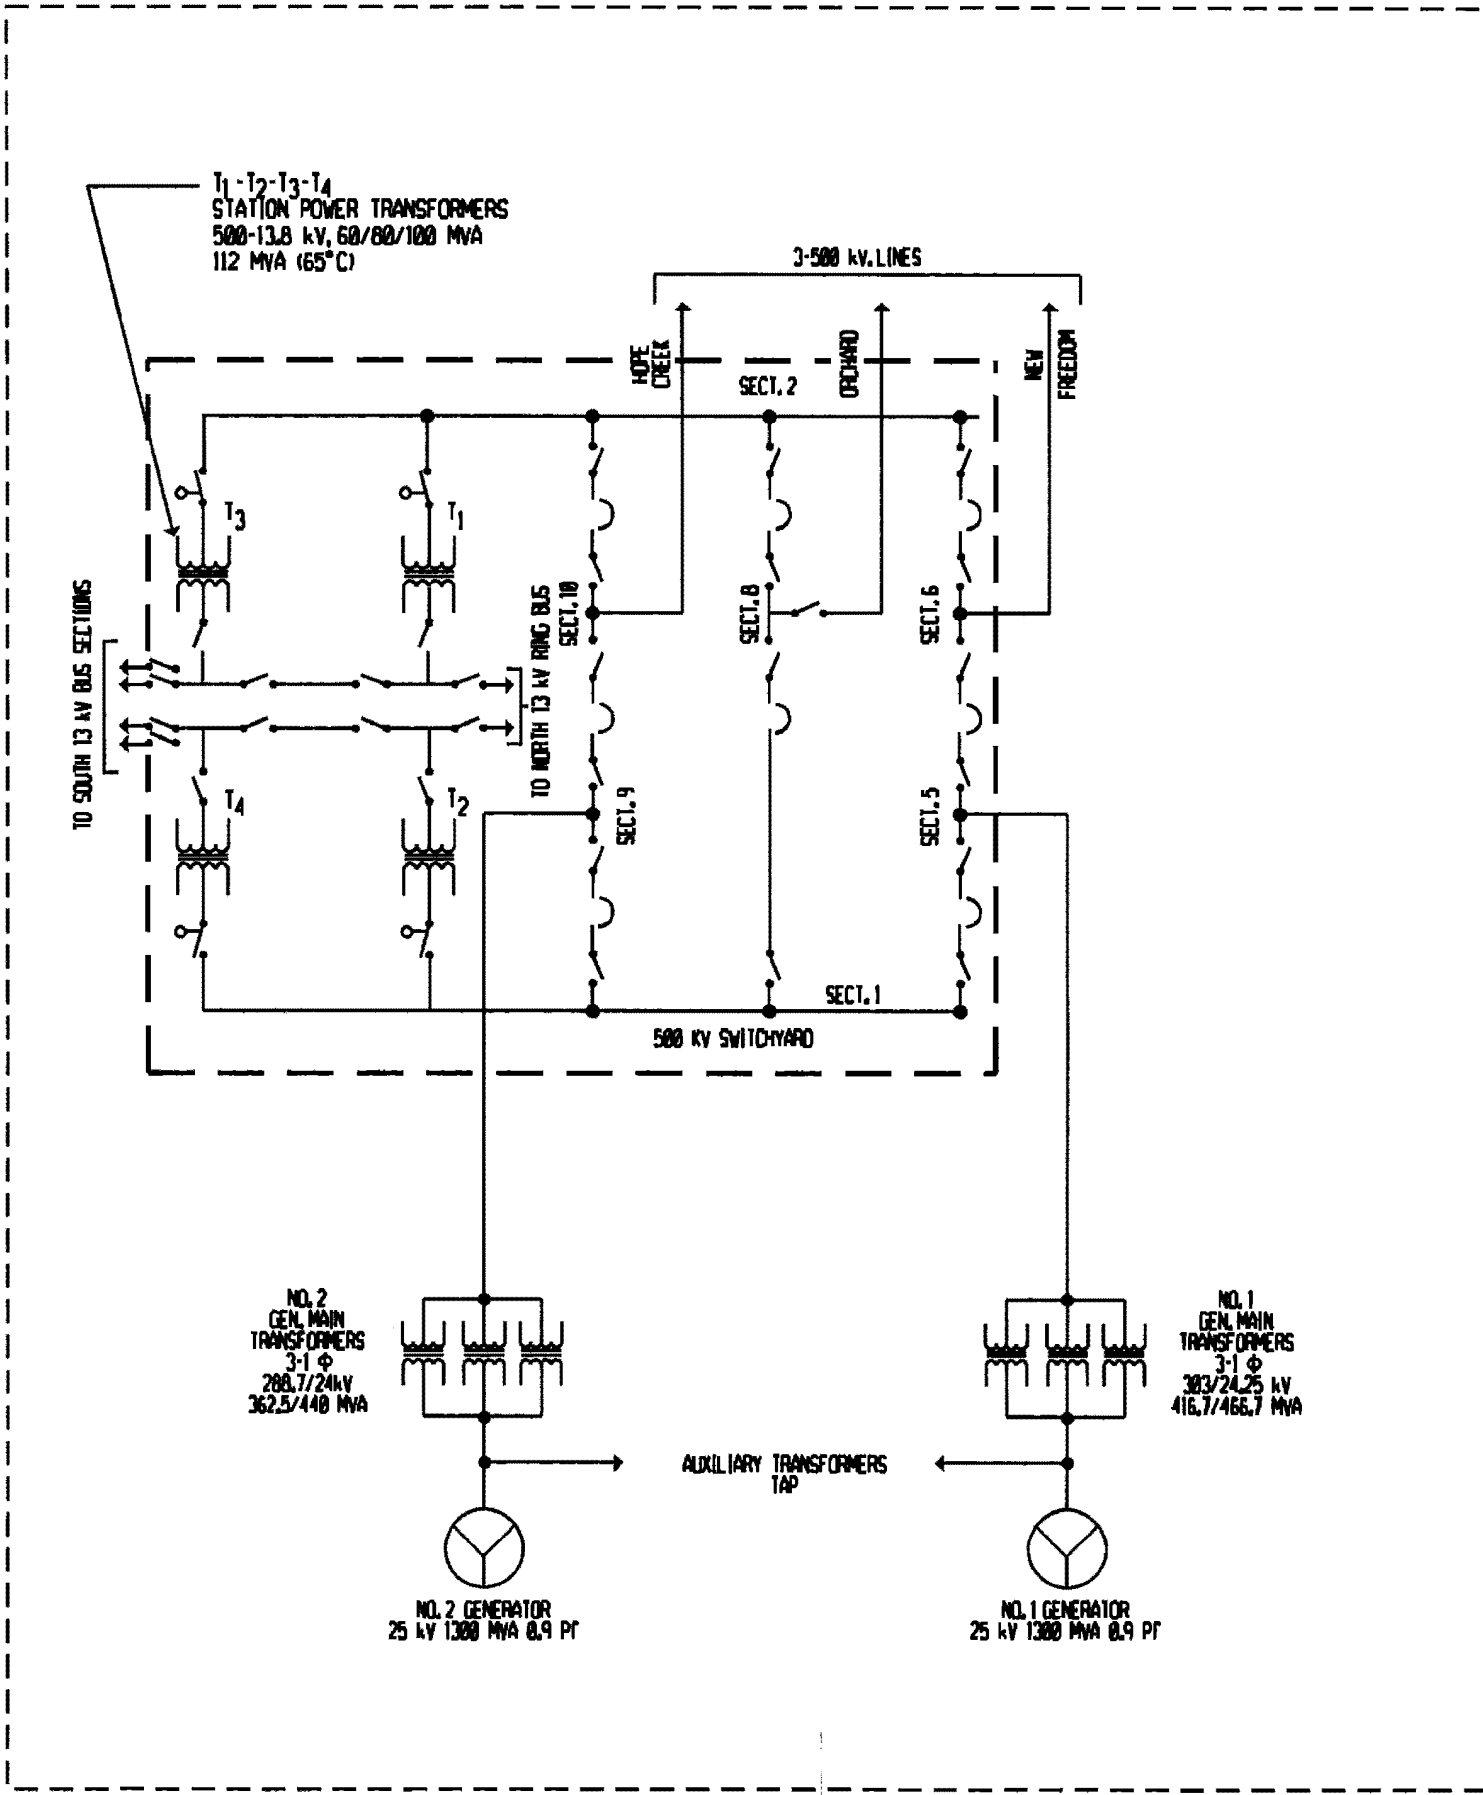 T1-T2-T3-T4
STATION POWER TRANSFORMERS
500-13.8 kV, 60/80/100 MVA
112 MVA (65°C)
3-500 kV. LINES
HOPE
CREEK
ORCHARD
NEW
FREEDOM
SECT. 2
T3
T1
TO SOUTH 13 kV BUS SECTIONS
TO NORTH 13 kV RING BUS
SECT. 10
SECT. 8
SECT. 6
T4
T2
SECT. 9
SECT. 5
SECT. 1
500 KV SWITCHYARD
NO. 2
GEN. MAIN
TRANSFORMERS
3-1 Φ
288.7/24kV
362.5/440 MVA
NO. 1
GEN. MAIN
TRANSFORMERS
3-1 Φ
303/24.25 kV
416.7/466.7 MVA
AUXILIARY TRANSFORMERS
TAP
NO. 2 GENERATOR
25 kV 1300 MVA 0.9 PF
NO. 1 GENERATOR
25 kV 1300 MVA 0.9 PF